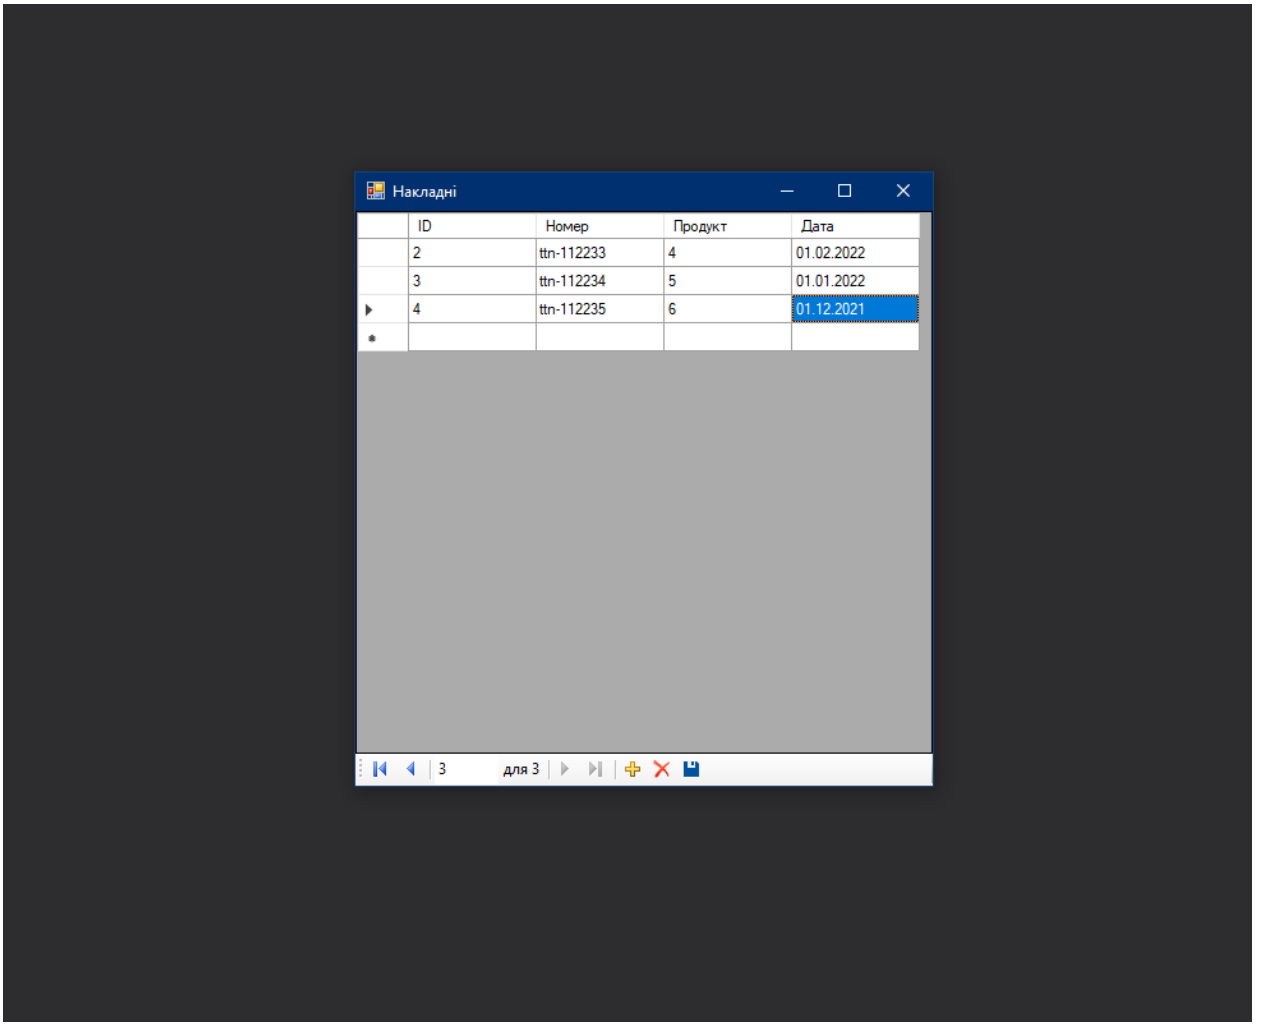 Накладні
ID Номер Продукт Дата
2 ttn-112233 4 01.02.2022
3 ttn-112234 5 01.01.2022
4 ttn-112235 6 01.12.2021
3 для 3